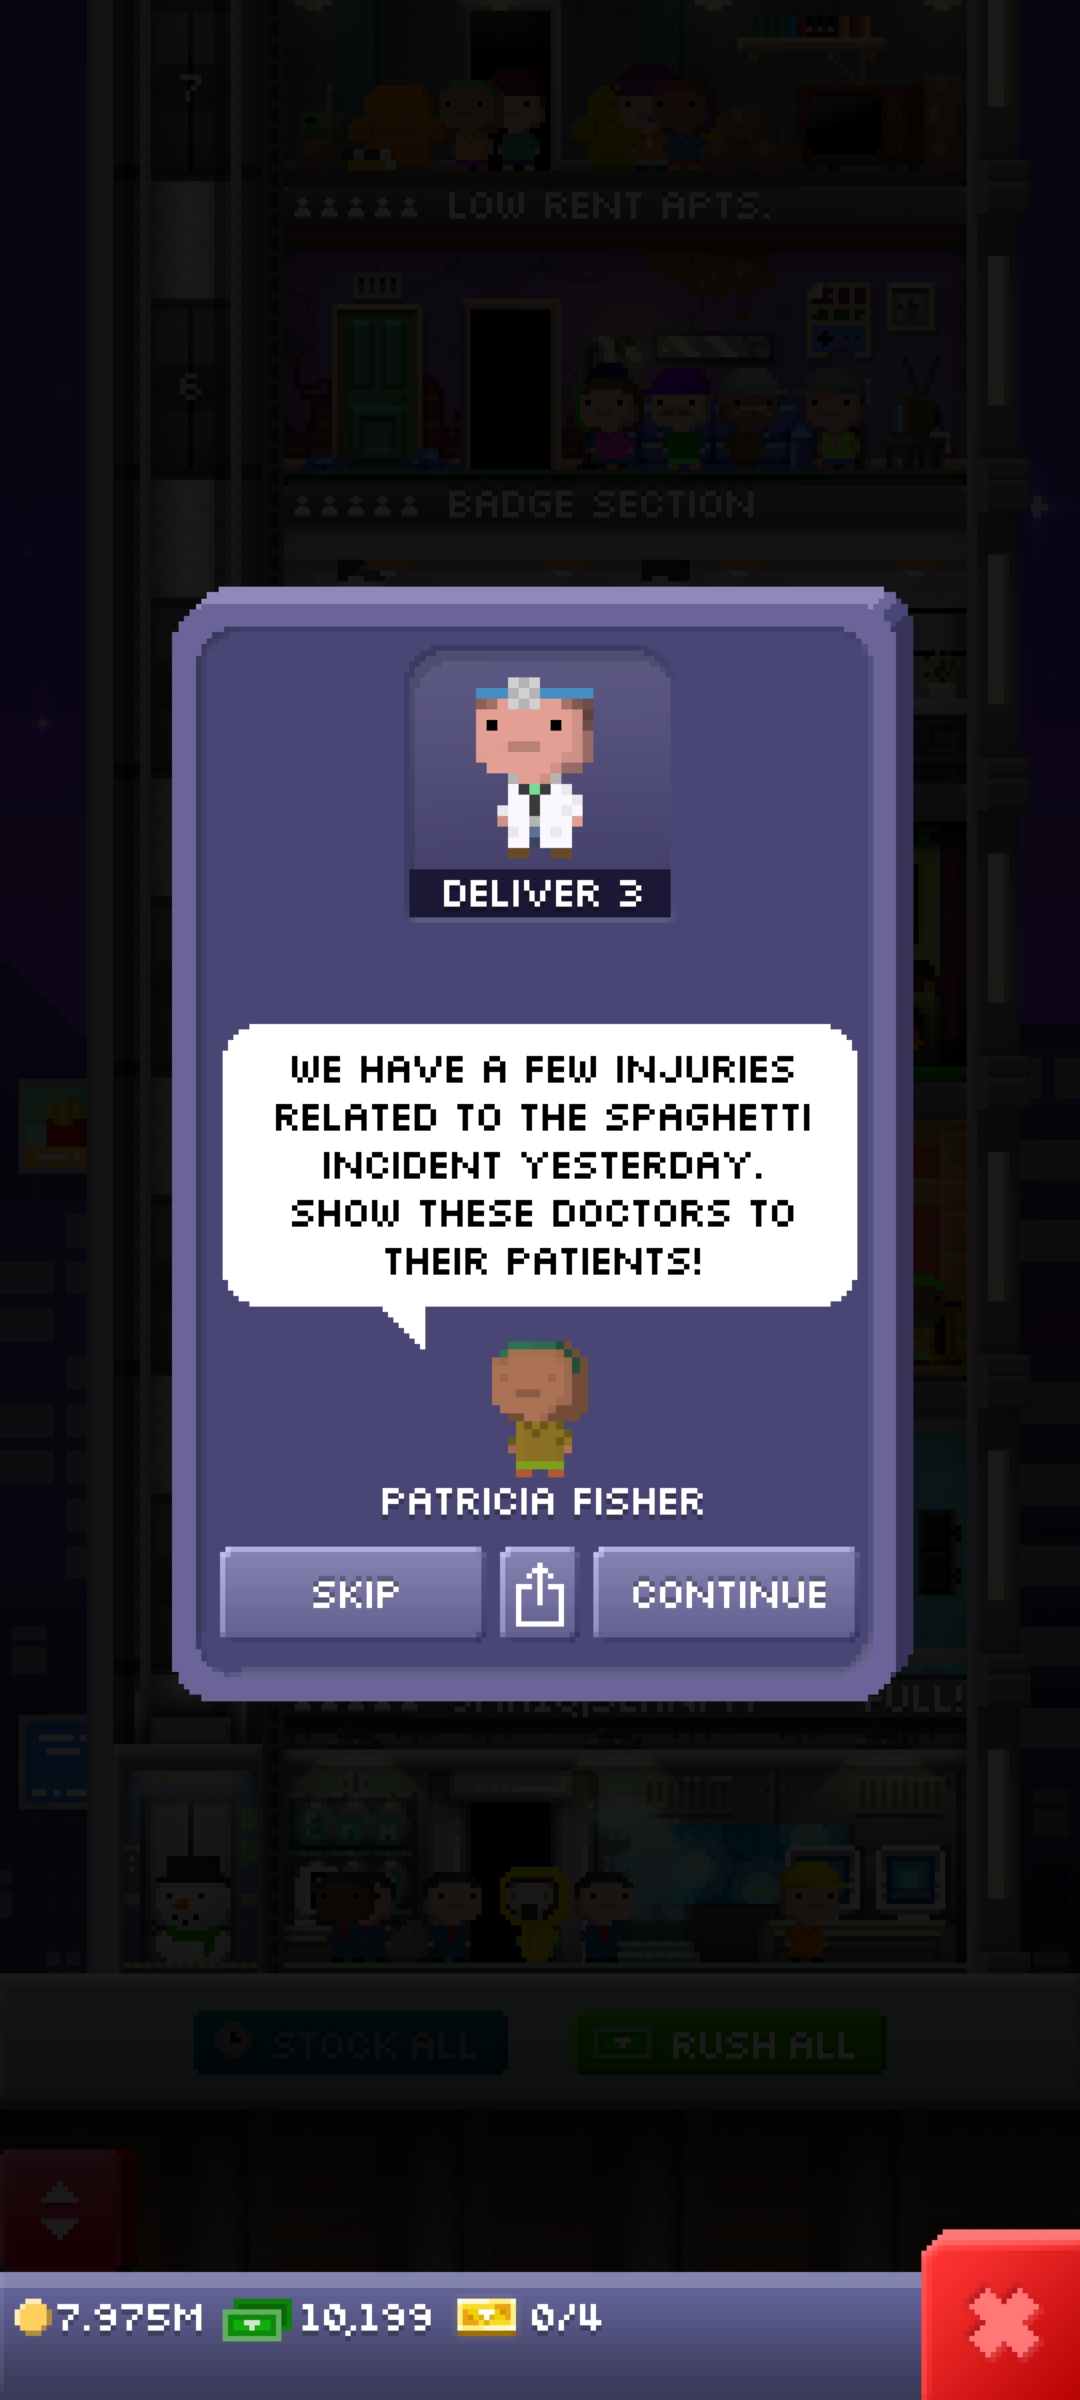 7
LOW RENT APTS.
6
BADGE SECTION
DELIVER 3
WE HAVE A FEW INJURIES
RELATED TO THE SPAGHETTI
INCIDENT YESTERDAY.
SHOW THESE DOCTORS TO
THEIR PATIENTS!
PATRICIA FISHER
SKIP
CONTINUE
FULL!
STOCK ALL
RUSH ALL
7.975M
10,199
0/4